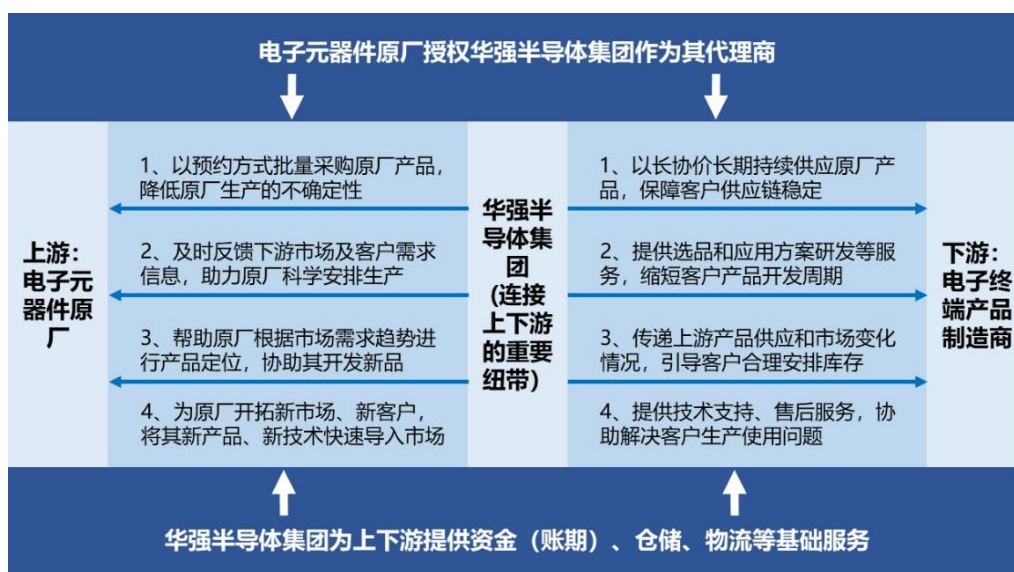 电子元器件原厂授权华强半导体集团作为其代理商
上游：
电子元
器件原
厂
1、以预约方式批量采购原厂产品，
降低原厂生产的不确定性
2、及时反馈下游市场及客户需求
信息，助力原厂科学安排生产
3、帮助原厂根据市场需求趋势进
行产品定位，协助其开发新品
4、为原厂开拓新市场、新客户，
将其新产品、新技术快速导入市场
华强半
导体集
团
(连接
上下游
的重要
纽带)
1、以长协价长期持续供应原厂产
品，保障客户供应链稳定
2、提供选品和应用方案研发等服
务，缩短客户产品开发周期
3、传递上游产品供应和市场变化
情况，引导客户合理安排库存
4、提供技术支持、售后服务，协
助解决客户生产使用问题
下游：
电子终
端产品
制造商
华强半导体集团为上下游提供资金（账期）、仓储、物流等基础服务